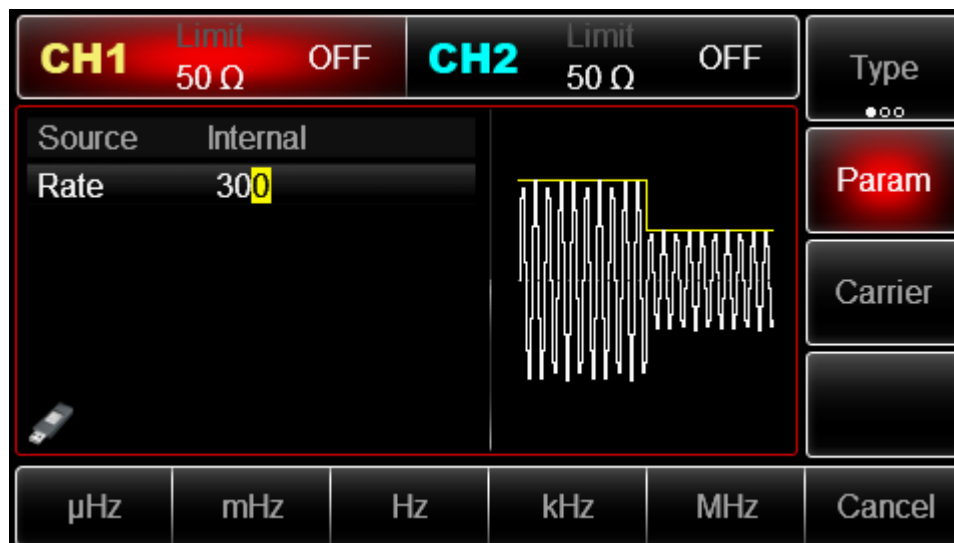 CH1 Limit 50 Ω OFF
CH2 Limit 50 Ω OFF
Type
Source Internal
Rate 300
Param
Carrier
µHz mHz Hz kHz MHz Cancel